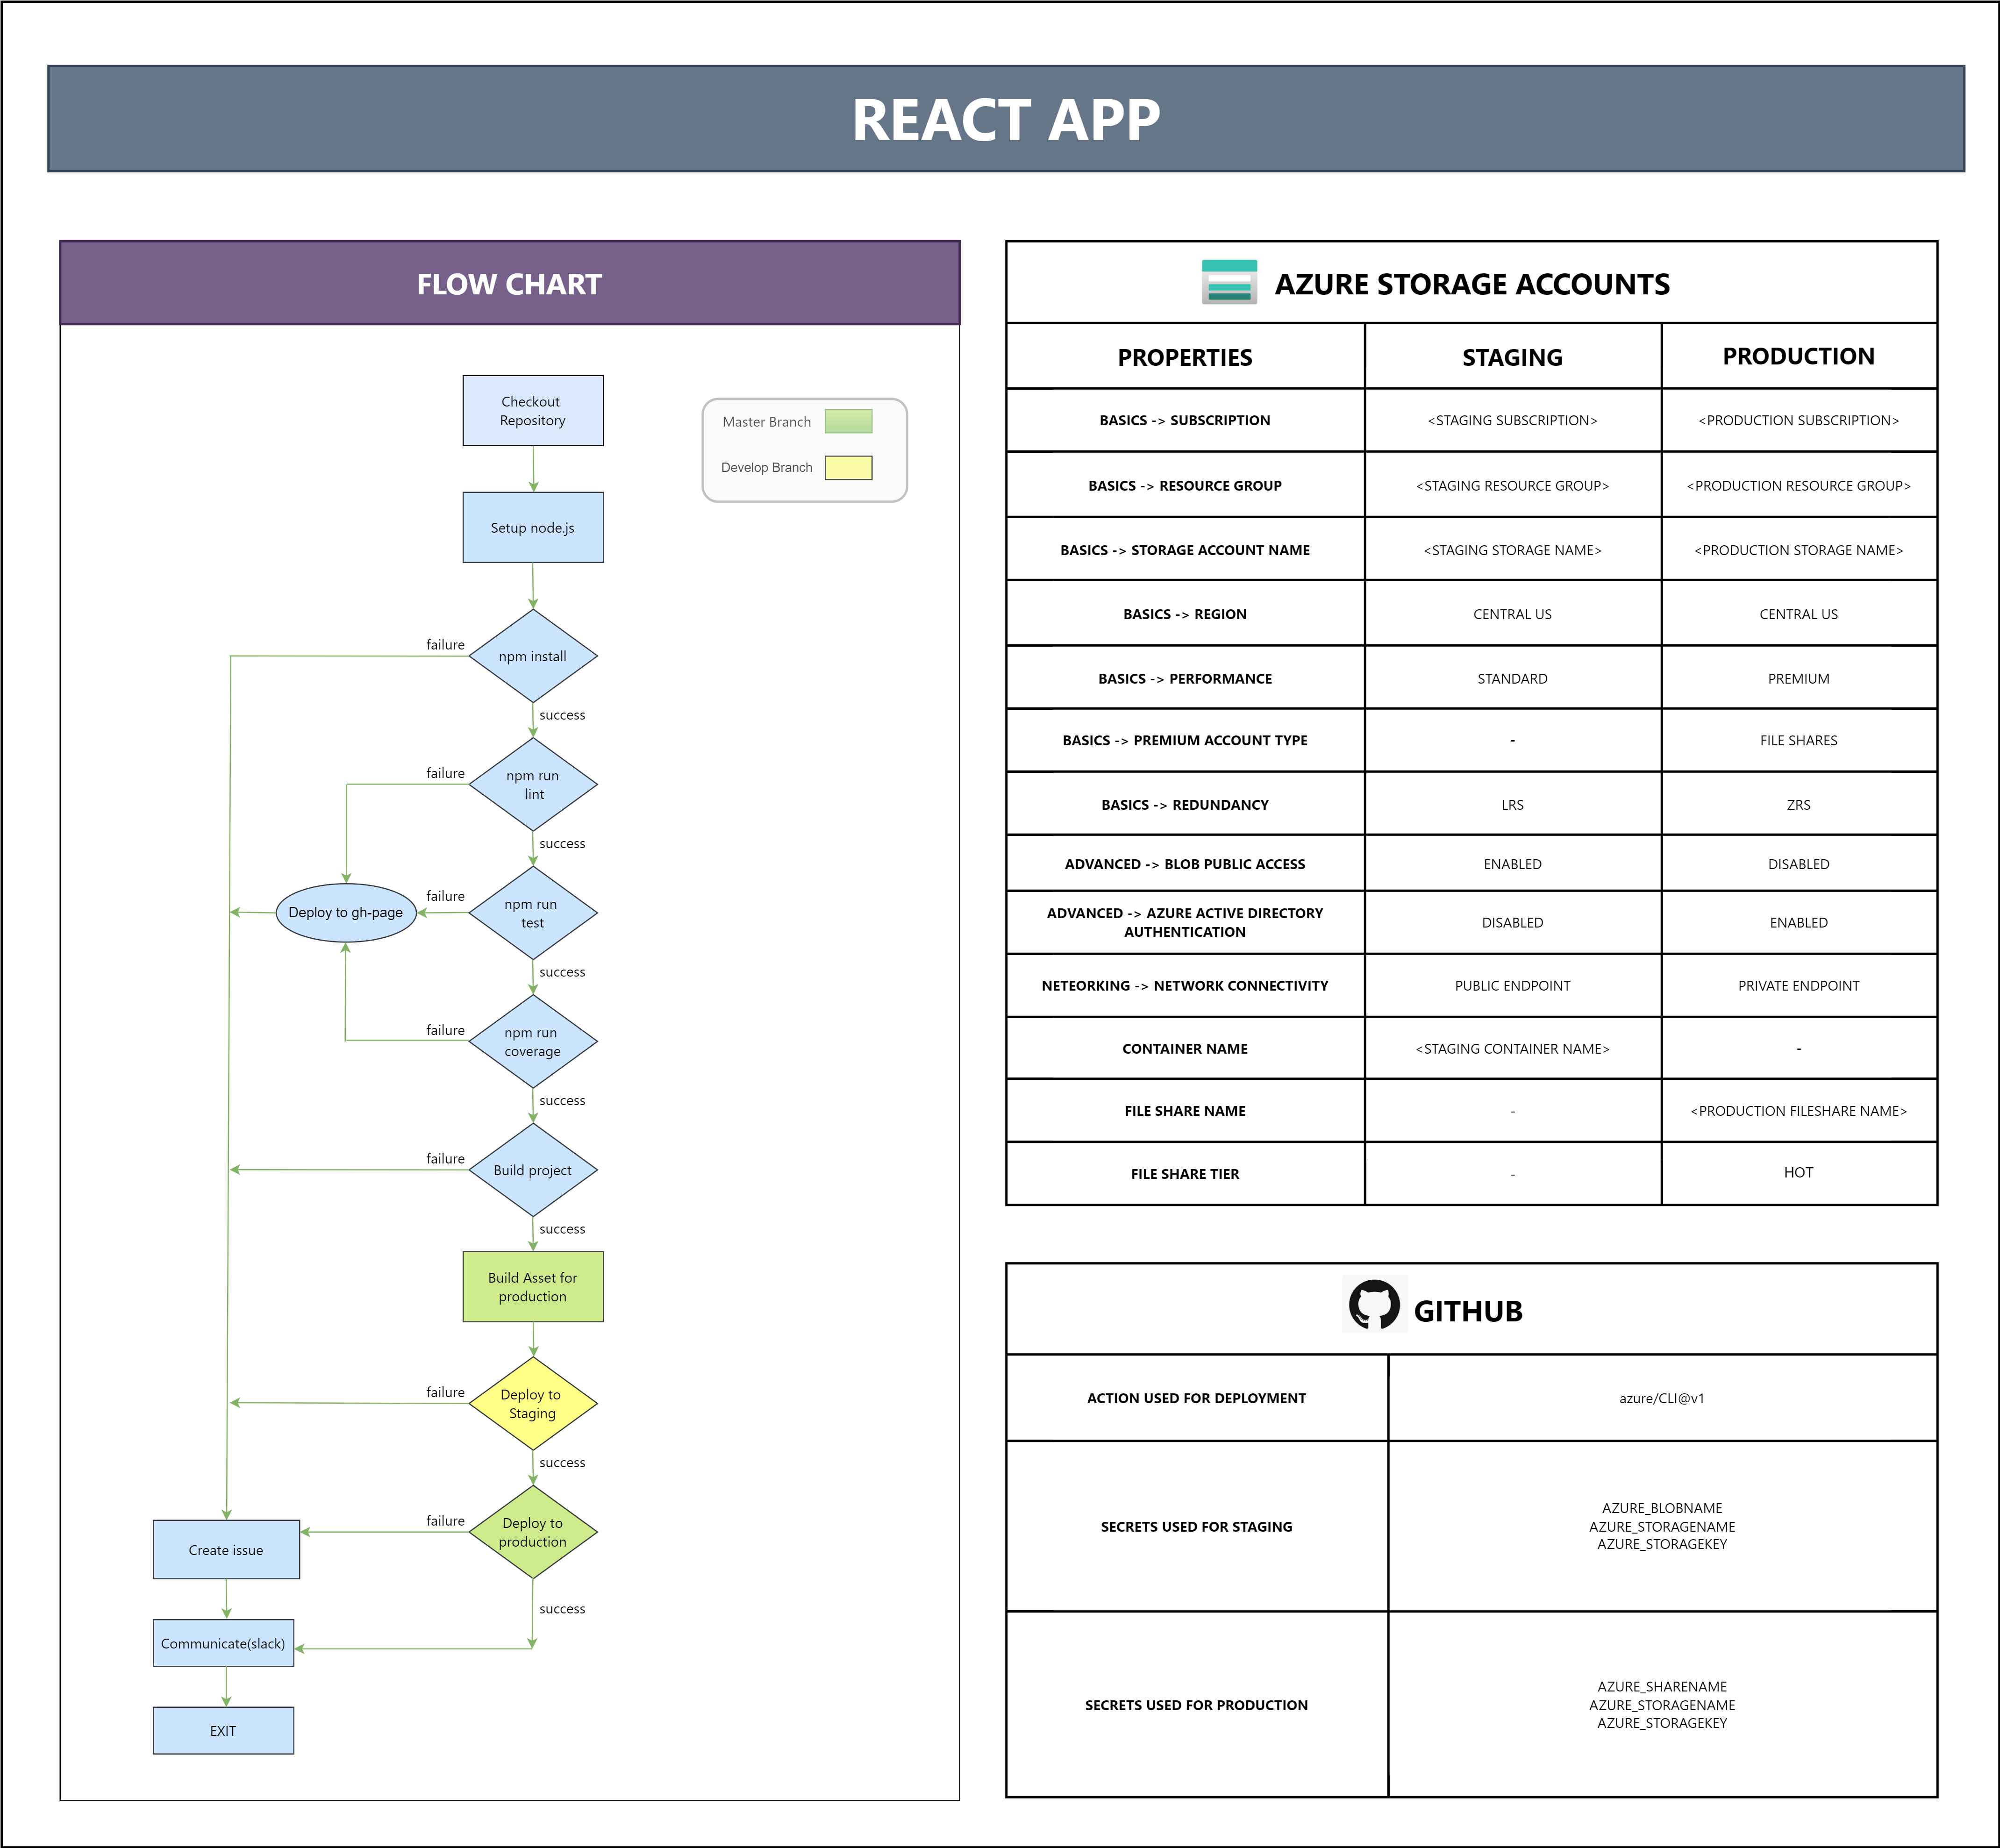 REACT APP
FLOW CHART
Checkout
Repository
Master Branch
Develop Branch
Setup node.js
failure
npm install
success
failure
npm run
lint
success
Deploy to gh-page
failure
npm run
test
success
failure
npm run
coverage
success
failure
Build project
success
Build Asset for
production
failure
Deploy to
Staging
success
failure
Deploy to
production
success
Create issue
Communicate(slack)
EXIT
AZURE STORAGE ACCOUNTS
PROPERTIES
STAGING
PRODUCTION
BASICS -> SUBSCRIPTION
<STAGING SUBSCRIPTION>
<PRODUCTION SUBSCRIPTION>
BASICS -> RESOURCE GROUP
<STAGING RESOURCE GROUP>
<PRODUCTION RESOURCE GROUP>
BASICS -> STORAGE ACCOUNT NAME
<STAGING STORAGE NAME>
<PRODUCTION STORAGE NAME>
BASICS -> REGION
CENTRAL US
CENTRAL US
BASICS -> PERFORMANCE
STANDARD
PREMIUM
BASICS -> PREMIUM ACCOUNT TYPE
-
FILE SHARES
BASICS -> REDUNDANCY
LRS
ZRS
ADVANCED -> BLOB PUBLIC ACCESS
ENABLED
DISABLED
ADVANCED -> AZURE ACTIVE DIRECTORY
AUTHENTICATION
DISABLED
ENABLED
NETEORKING -> NETWORK CONNECTIVITY
PUBLIC ENDPOINT
PRIVATE ENDPOINT
CONTAINER NAME
<STAGING CONTAINER NAME>
-
FILE SHARE NAME
-
<PRODUCTION FILESHARE NAME>
FILE SHARE TIER
-
HOT
GITHUB
ACTION USED FOR DEPLOYMENT
azure/CLI@v1
SECRETS USED FOR STAGING
AZURE_BLOBNAME
AZURE_STORAGENAME
AZURE_STORAGEKEY
SECRETS USED FOR PRODUCTION
AZURE_SHARENAME
AZURE_STORAGENAME
AZURE_STORAGEKEY